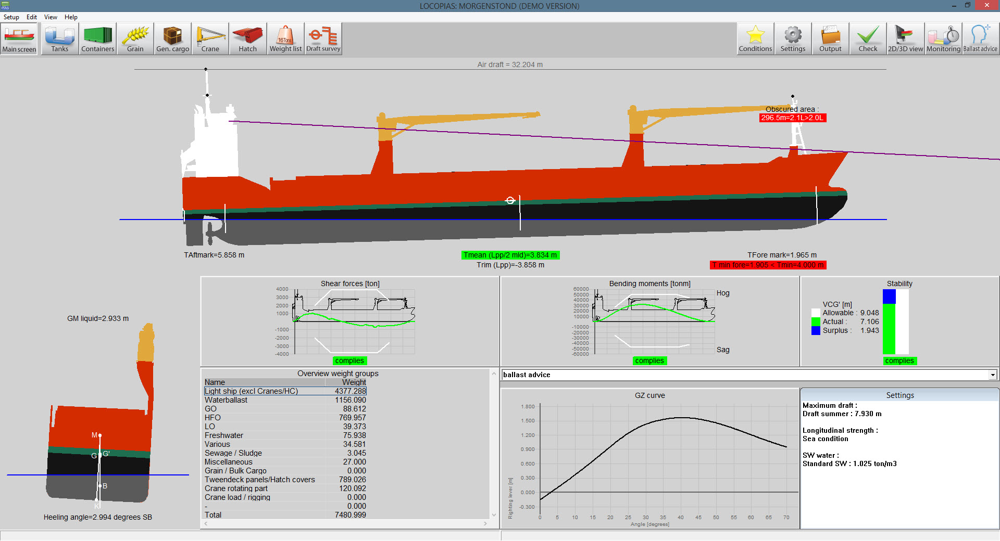 LOCOPIAS: MORGENSTOND (DEMO VERSION)
Setup Edit View Help
Main screen Tanks Containers Grain Gen. cargo Crane Hatch Weight list Draft survey Conditions Settings Output Check 2D/3D view Monitoring Ballast advice
16Tons
Air draft = 32.204 m
Obscured area :
296.5m=2.1L>2.0L
TAftmark=5.858 m
Tmean (Lpp/2 mld)=3.834 m
TFore mark=1.965 m
Trim (Lpp)=-3.858 m
T min fore=1.905 < Tmin=4.000 m
GM liquid=2.933 m
M
G G'
B
K
Heeling angle=2.994 degrees SB
Shear forces [ton]
4000
3000
2000
1000
-1000
-2000
-3000
-4000
complies
Bending moments [tonm]
60000
50000
40000
30000
20000
10000
-10000
-20000
-30000
-40000
-50000
-60000
Hog
Sag
complies
Stability
VCG' [m]
Allowable : 9.048
Actual : 7.106
Surplus : 1.943
complies
Overview weight groups
Name Weight
Light ship (excl Cranes/HC) 4377.288
Waterballast 1156.090
GO 88.612
HFO 769.957
LO 39.373
Freshwater 75.938
Various 34.581
Sewage / Sludge 3.045
Miscellaneous 27.000
Grain / Bulk Cargo 0.000
Tweendeck panels/Hatch covers 789.026
Crane rotating part 120.092
Crane load / rigging 0.000
- 0.000
Total 7480.999
ballast advice
GZ curve
Righting lever [m]
1.800
1.500
1.200
0.900
0.600
0.300
0.000
-0.300
0 5 10 15 20 25 30 35 40 45 50 55 60 65 70
Angle [degrees]
Settings
Maximum draft :
Draft summer : 7.930 m
Longitudinal strength :
Sea condition
SW water :
Standard SW : 1.025 ton/m3